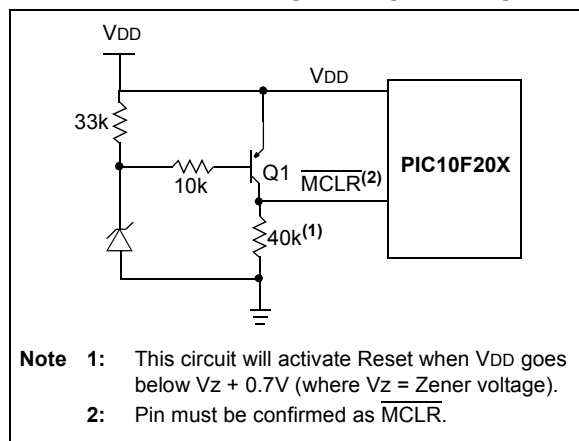 VDD
VDD
33k
PIC10F20X
Q1
MCLR(2)
10k
40k(1)
Note 1: This circuit will activate Reset when VDD goes
below Vz + 0.7V (where Vz = Zener voltage).
2: Pin must be confirmed as MCLR.